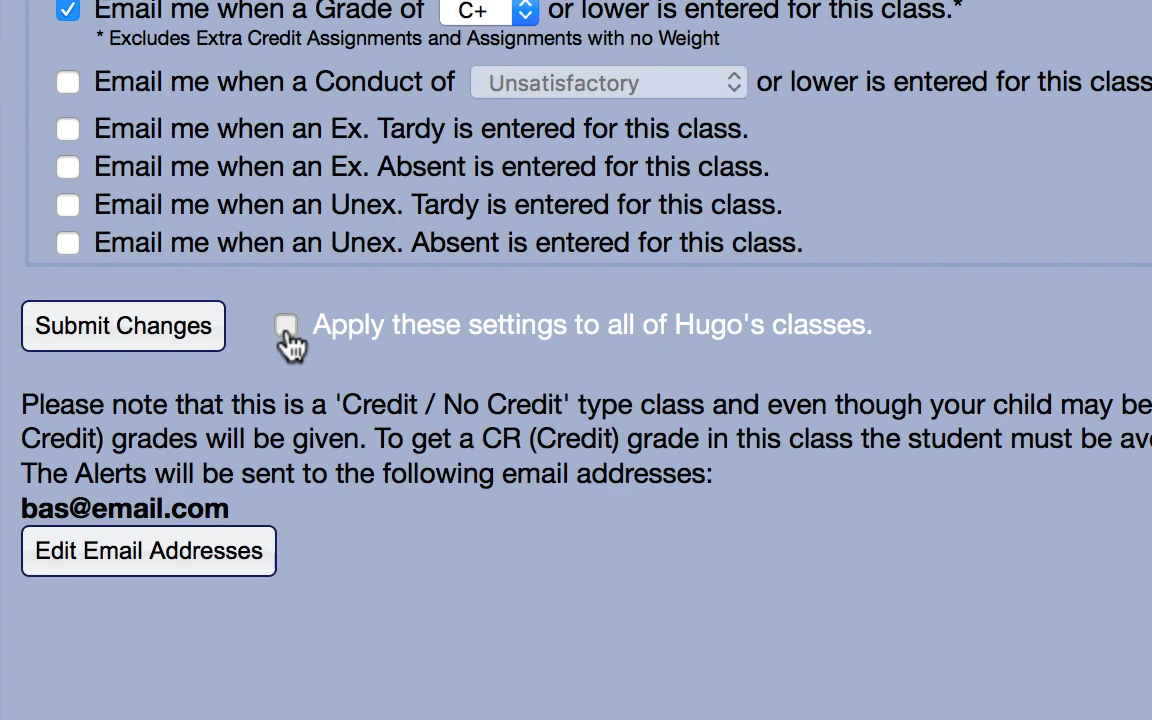 Email me when a Grade of C+ or lower is entered for this class.*
* Excludes Extra Credit Assignments and Assignments with no Weight
Email me when a Conduct of Unsatisfactory or lower is entered for this class
Email me when an Ex. Tardy is entered for this class.
Email me when an Ex. Absent is entered for this class.
Email me when an Unex. Tardy is entered for this class.
Email me when an Unex. Absent is entered for this class.
Submit Changes Apply these settings to all of Hugo's classes.
Please note that this is a 'Credit / No Credit' type class and even though your child may be
Credit) grades will be given. To get a CR (Credit) grade in this class the student must be
The Alerts will be sent to the following email addresses:
bas@email.com
Edit Email Addresses